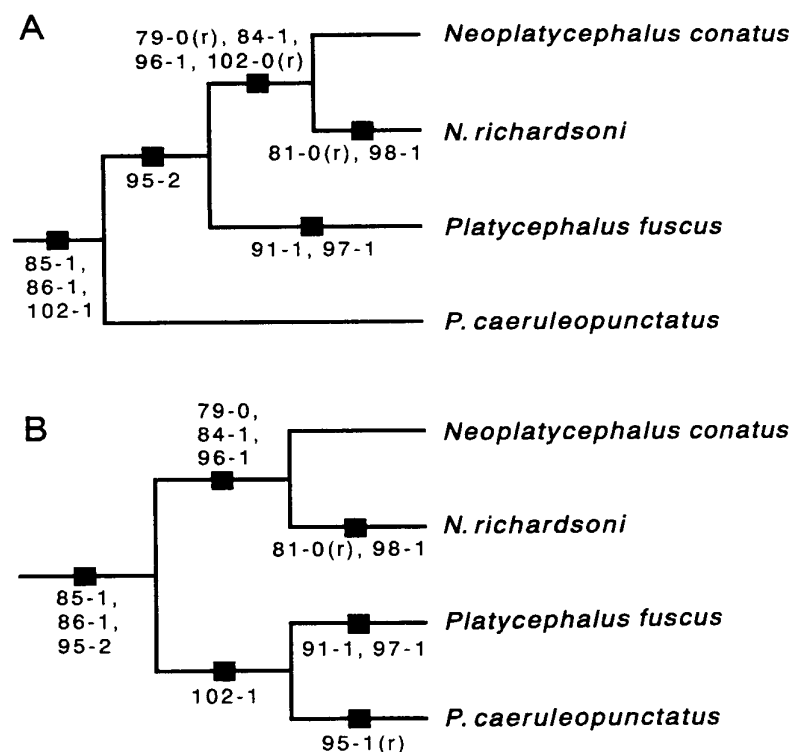 A
79-0(r), 84-1,
96-1, 102-0(r)
Neoplatycephalus conatus
N. richardsoni
81-0(r), 98-1
95-2
Platycephalus fuscus
91-1, 97-1
85-1,
86-1,
102-1
P. caeruleopunctatus
B
79-0,
84-1,
96-1
Neoplatycephalus conatus
N. richardsoni
81-0(r), 98-1
85-1,
86-1,
95-2
Platycephalus fuscus
91-1, 97-1
102-1
P. caeruleopunctatus
95-1(r)